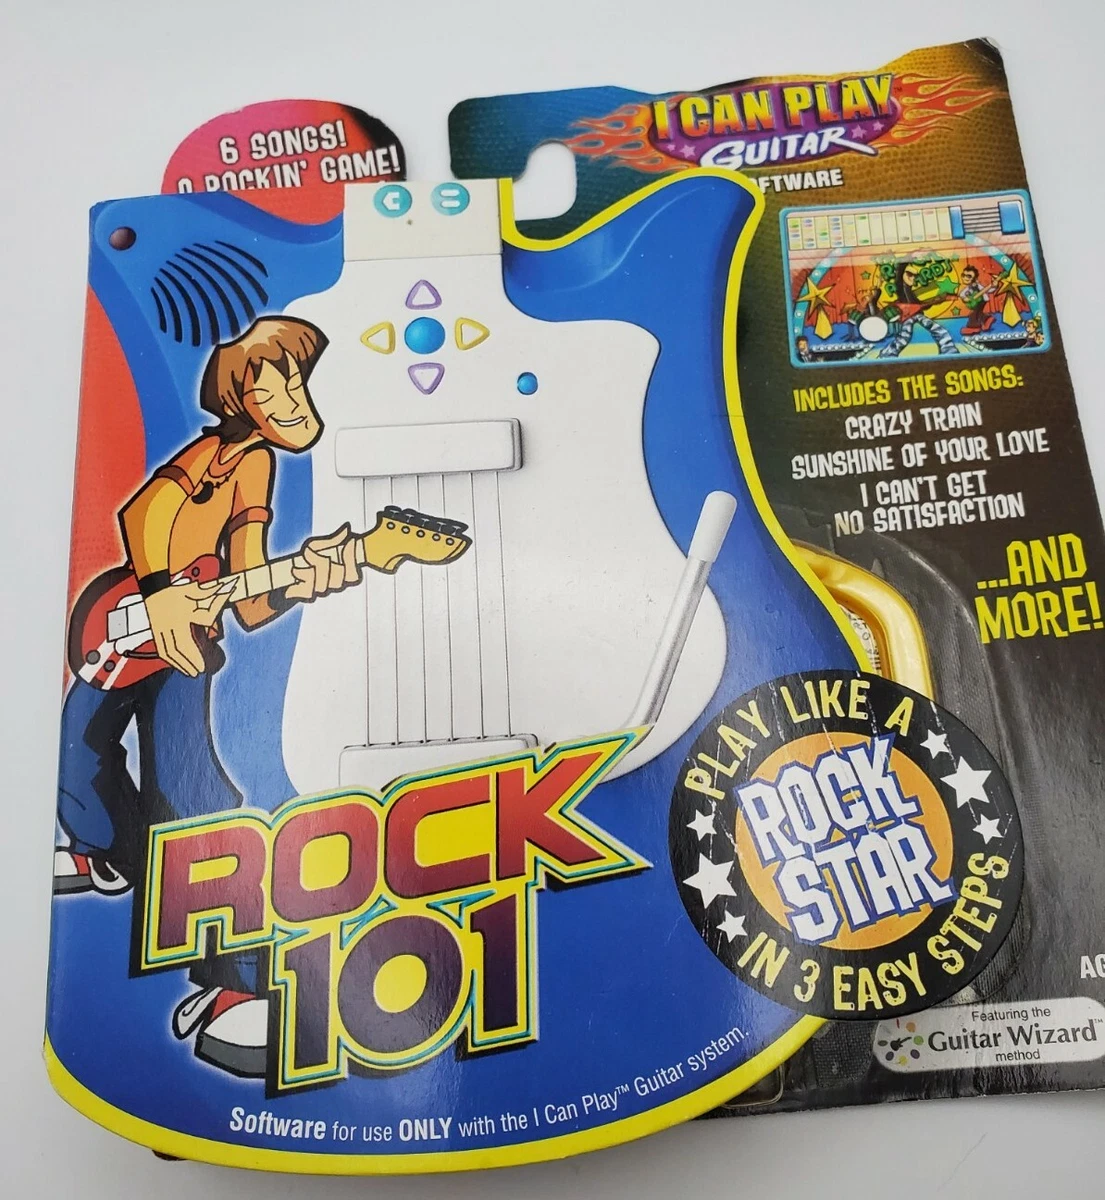 6 SONGS!
ROCKIN' GAME!
I CAN PLAY
GUITAR
INCLUDES THE SONGS:
CRAZY TRAIN
SUNSHINE OF YOUR LOVE
I CAN'T GET
NO SATISFACTION
...AND
MORE!
PLAY LIKE A
ROCK
STAR
IN 3 EASY STEPS
ROCK
101
Featuring the
Guitar Wizard™
method
Software for use ONLY with the I Can Play™ Guitar system.